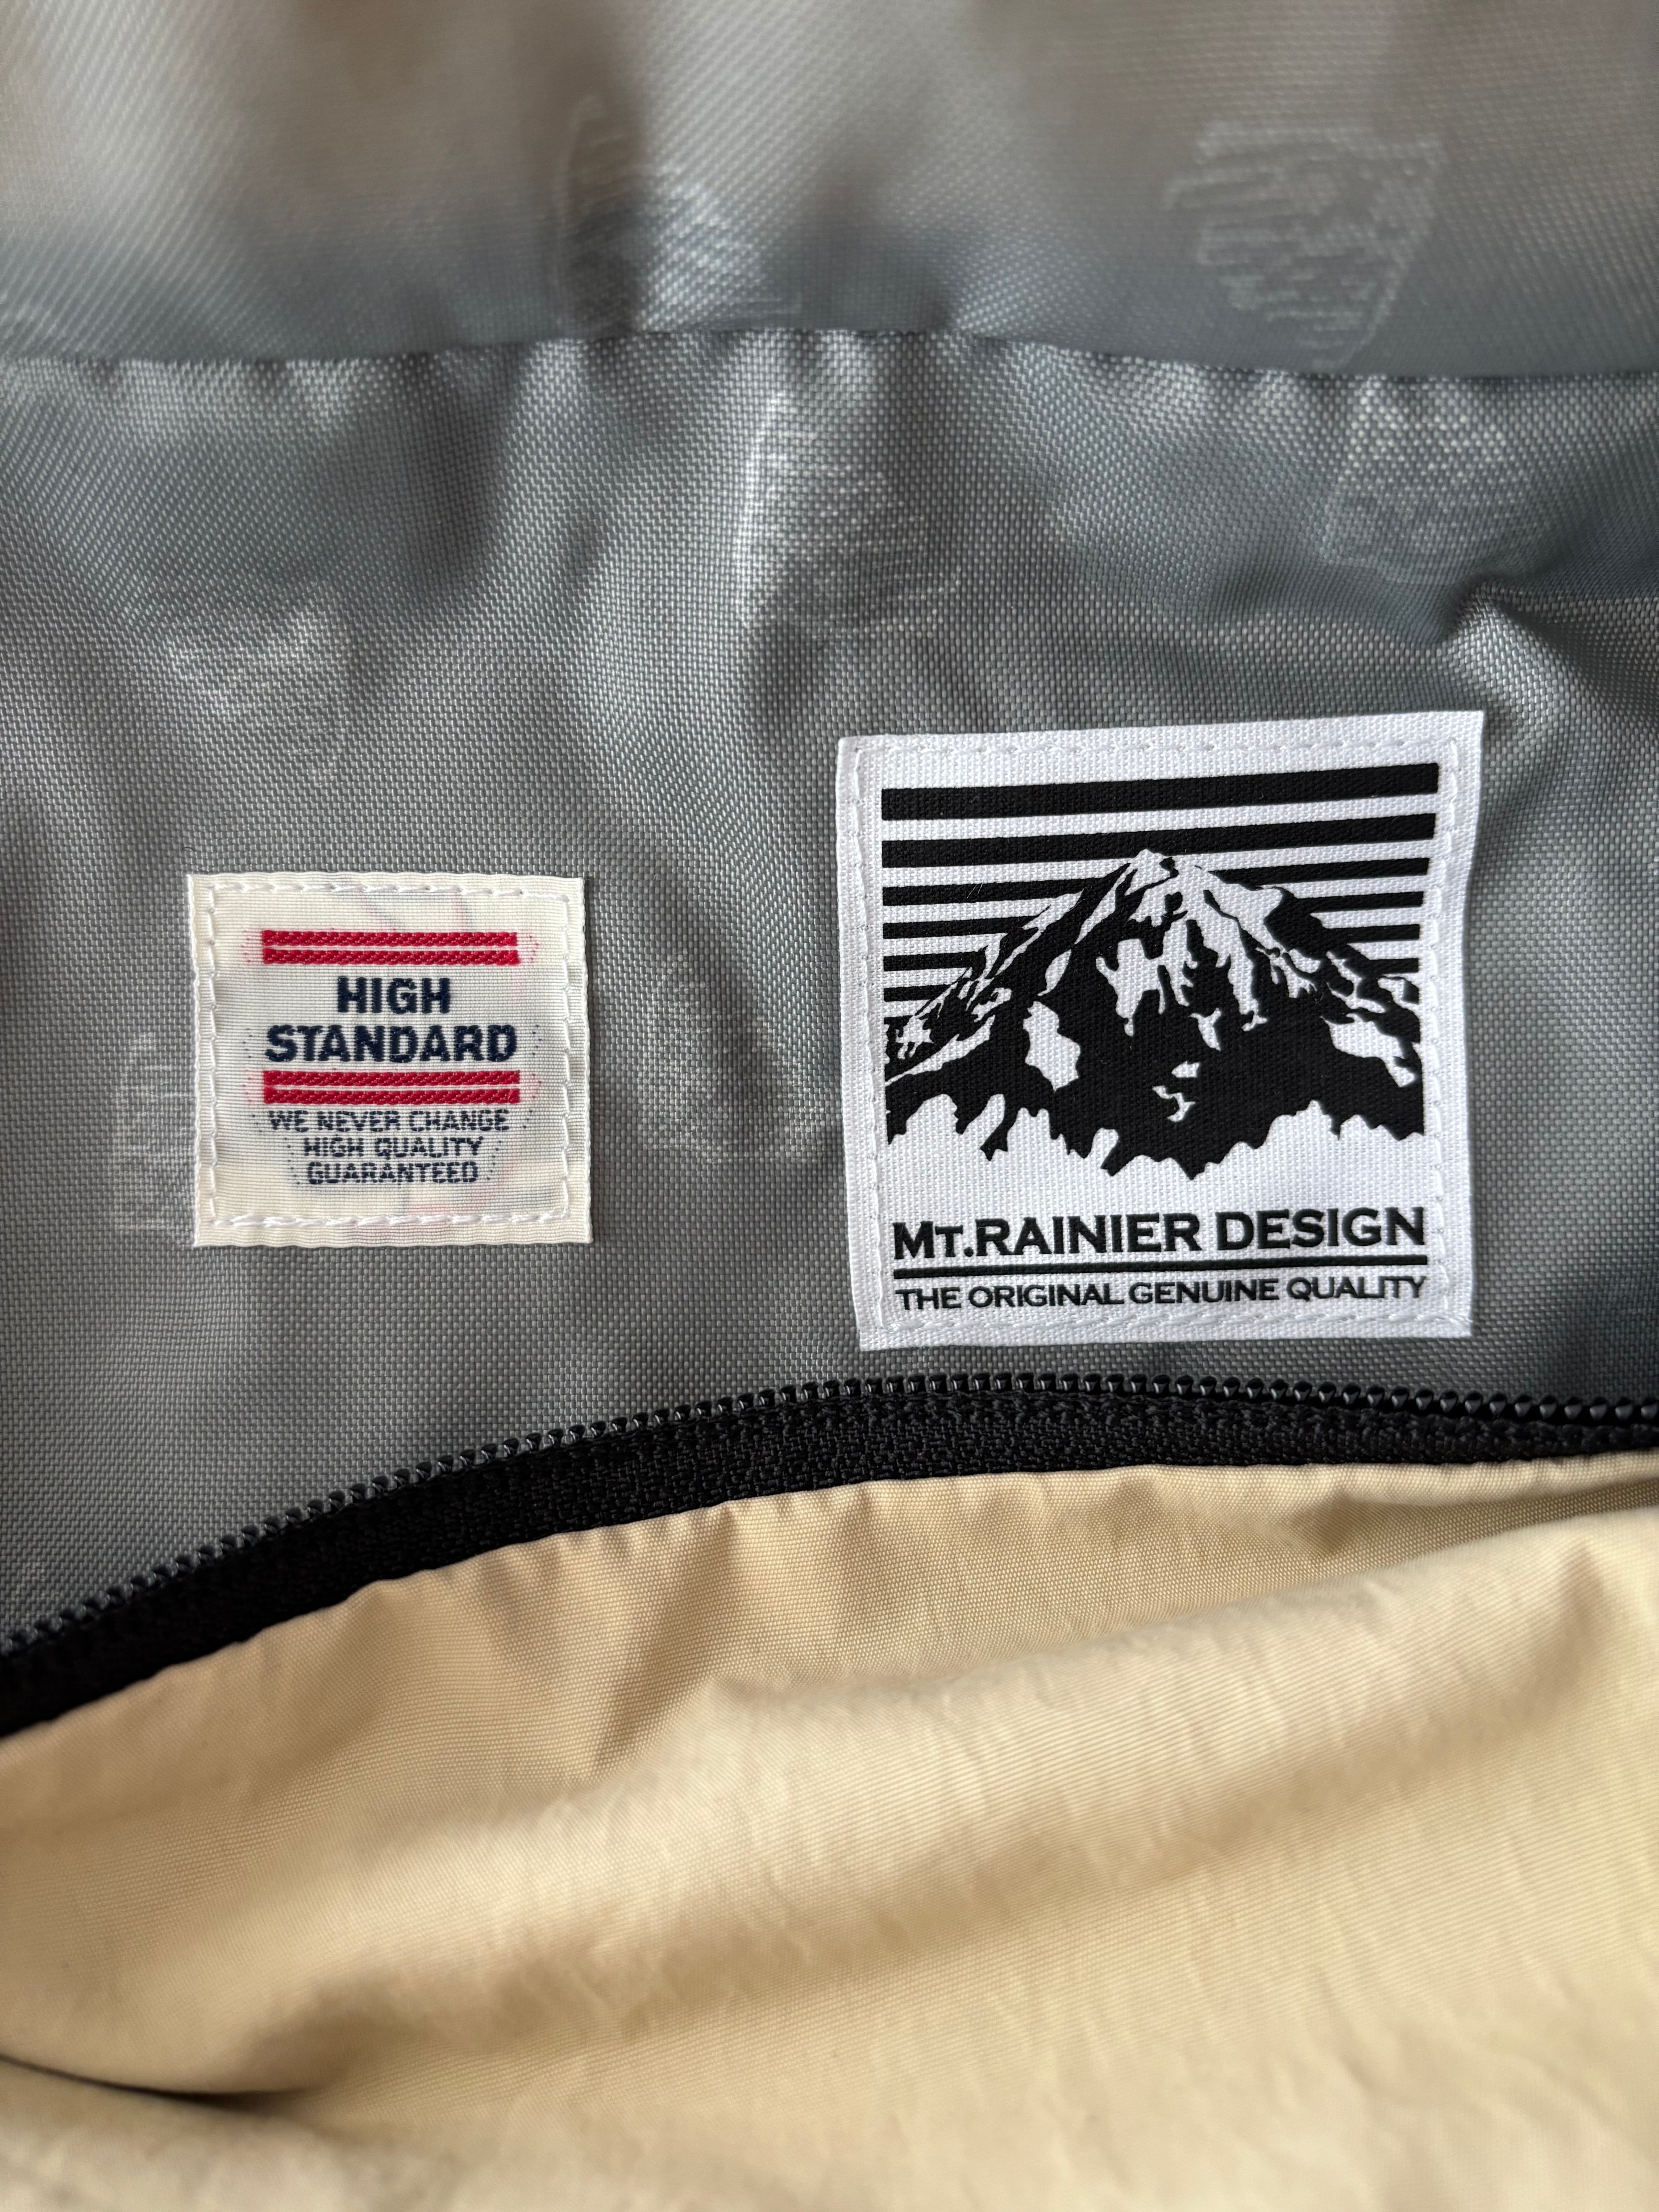 HIGH
STANDARD
WE NEVER CHANGE
HIGH QUALITY
GUARANTEED
MT.RAINIER DESIGN
THE ORIGINAL GENUINE QUALITY